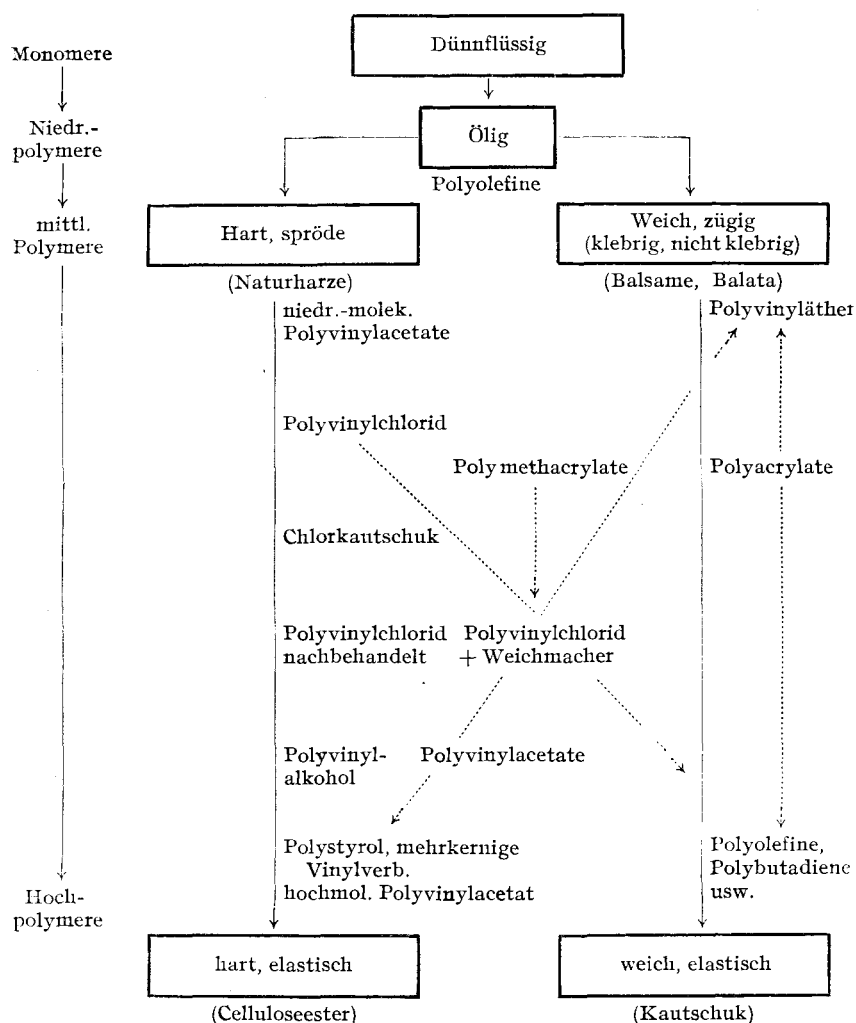 Monomere
Dünnflüssig
Niedr.-
polymere
Ölig
Polyolefine
mittl.
Polymere
Hart, spröde
Weich, zügig
(klebrig, nicht klebrig)
(Naturharze)
(Balsame, Balata)
niedr.-molek.
Polyvinylacetate
Polyvinyläther
Polyvinylchlorid
Polymethacrylate
Polyacrylate
Chlorkautschuk
Polyvinylchlorid
nachbehandelt
Polyvinylchlorid
+ Weichmacher
Polyvinyl-
alkohol
Polyvinylacetate
Polystyrol, mehrkernige
Vinylverb.
hochmol. Polyvinylacetat
Polyolefine,
Polybutadiene
usw.
Hoch-
polymere
hart, elastisch
weich, elastisch
(Celluloseester)
(Kautschuk)